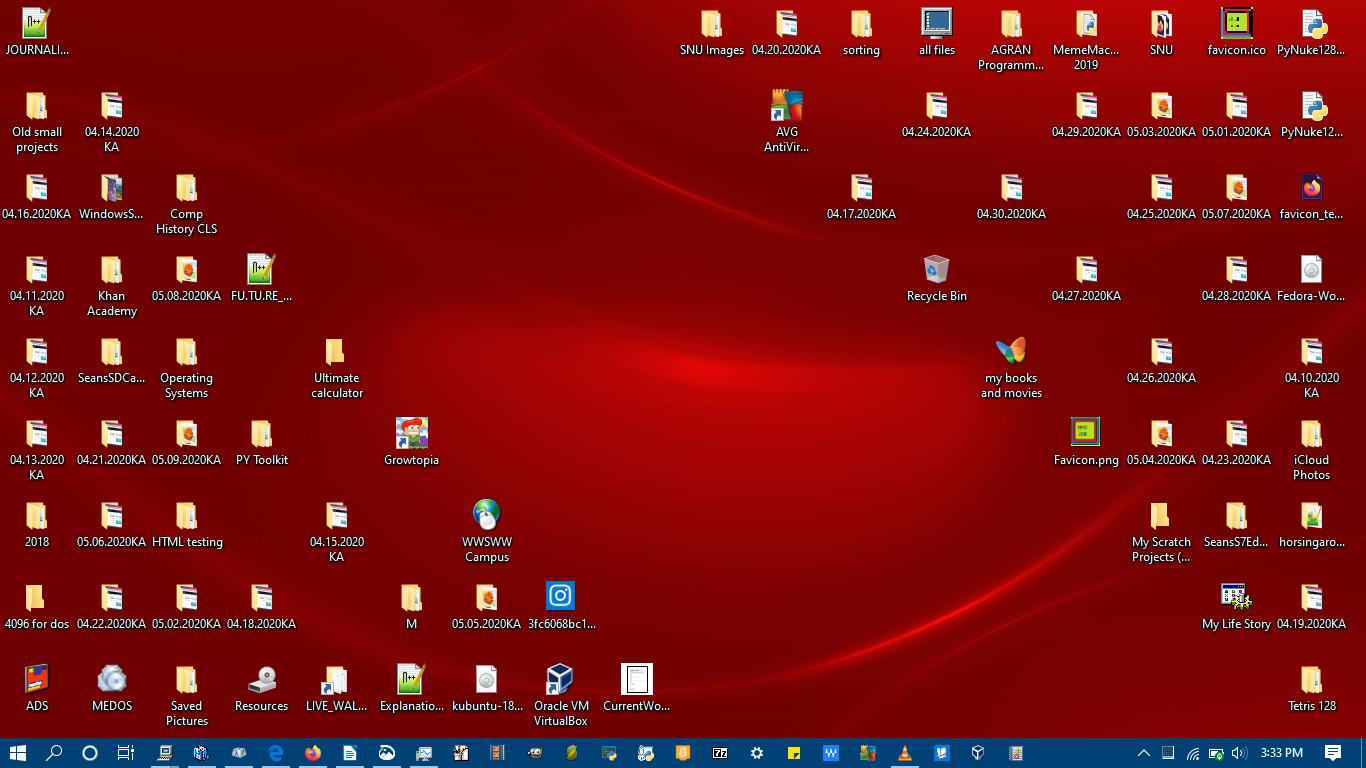 JOURNALI...
SNU Images
04.20.2020KA
sorting
all files
AGRAN
Programm...
MemeMac...
2019
SNU
favicon.ico
PyNuke128...
Old small
projects
04.14.2020
KA
AVG
AntiVir...
04.24.2020KA
04.29.2020KA
05.03.2020KA
05.01.2020KA
PyNuke12...
04.16.2020KA
WindowsS...
Comp
History CLS
04.17.2020KA
04.30.2020KA
04.25.2020KA
05.07.2020KA
favicon_te...
04.11.2020
KA
Khan
Academy
05.08.2020KA
FU.TU.RE_...
Recycle Bin
04.27.2020KA
04.28.2020KA
Fedora-Wo...
04.12.2020
KA
SeansSDCa...
Operating
Systems
Ultimate
calculator
my books
and movies
04.26.2020KA
04.10.2020
KA
04.13.2020
KA
04.21.2020KA
05.09.2020KA
PY Toolkit
Growtopia
Favicon.png
05.04.2020KA
04.23.2020KA
iCloud
Photos
2018
05.06.2020KA
HTML testing
04.15.2020
KA
WWSWW
Campus
My Scratch
Projects (...
SeansS7Ed...
horsingaro...
4096 for dos
04.22.2020KA
05.02.2020KA
04.18.2020KA
M
05.05.2020KA
3fc6068bc1...
My Life Story
04.19.2020KA
ADS
MEDOS
Saved
Pictures
Resources
LIVE_WAL...
Explanatio...
kubuntu-18...
Oracle VM
VirtualBox
CurrentWo...
Tetris 128
3:33 PM